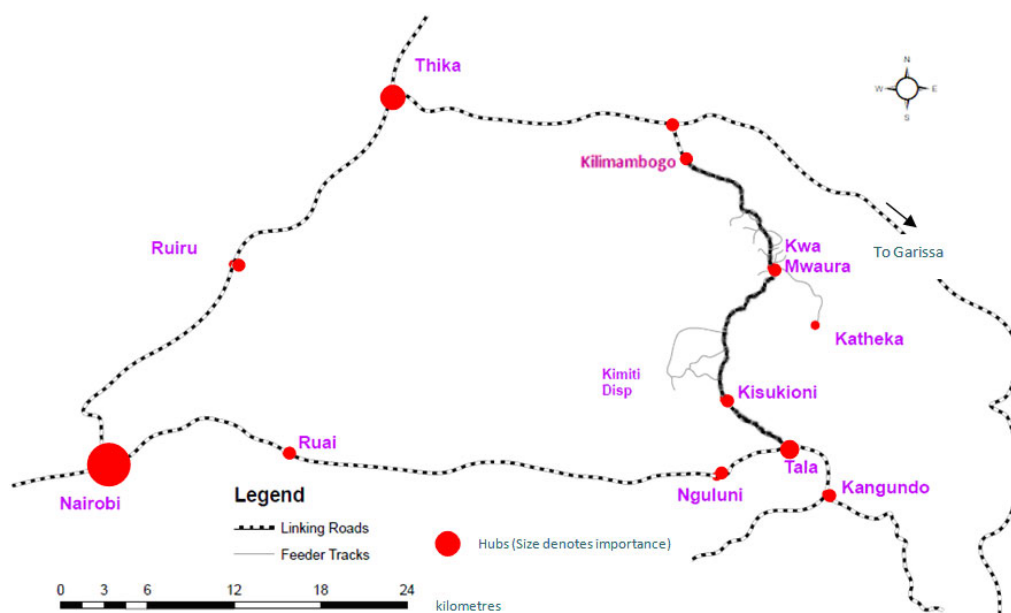 Thika
N
W E
S
Kilimambogo
Ruiru
Kwa
Mwaura
To Garissa
Katheka
Kimiti
Disp
Kisukioni
Ruai
Tala
Nguluni
Kangundo
Nairobi
Legend
Linking Roads
Feeder Tracks
Hubs (Size denotes importance)
0 3 6 12 18 24
kilometres